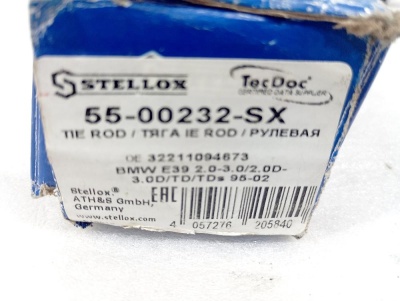 STELLOX
TecDoc
CERTIFIED DATA SUPPLIER
55-00232-SX
TIE ROD / ТЯГА IE ROD / РУЛЕВАЯ
OE 32211094673
BMW E39 2.0-3.0/2.0D-
3.0D/TD/TDs 95-02
Stellox®
ATH&S GmbH,
Germany
EAC
www.stellox.com
4 057276 205840